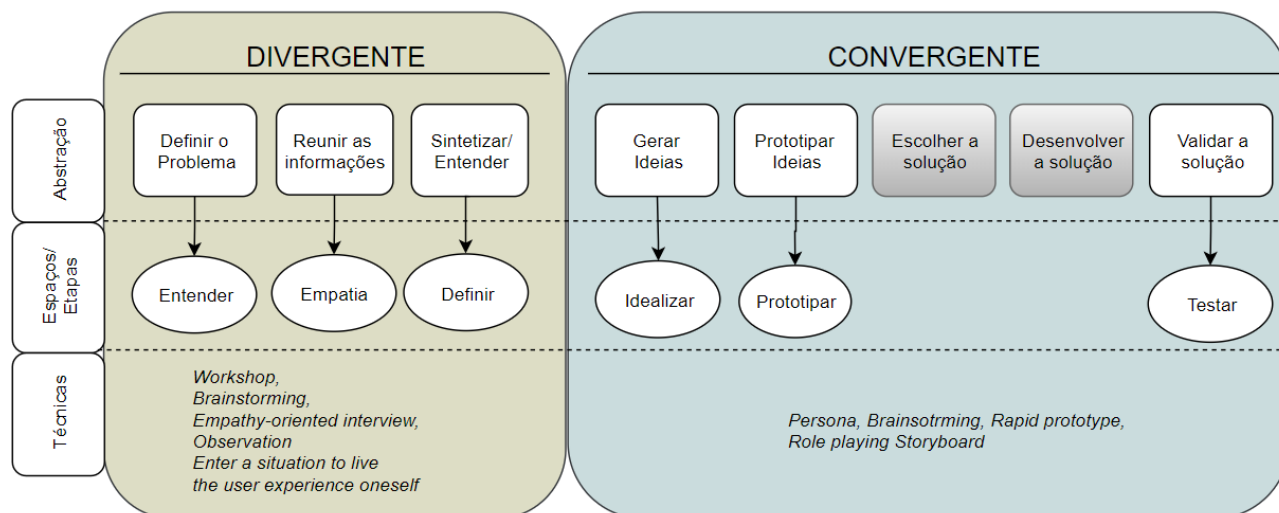 DIVERGENTE
CONVERGENTE
Abstração
Definir o
Problema
Reunir as
informações
Sintetizar/
Entender
Gerar
Ideias
Prototipar
Ideias
Escolher a
solução
Desenvolver
a solução
Validar a
solução
Espaços/
Etapas
Entender
Empatia
Definir
Idealizar
Prototipar
Testar
Técnicas
Workshop,
Brainstorming,
Empathy-oriented interview,
Observation
Enter a situation to live
the user experience oneself
Persona, Brainsotrming, Rapid prototype,
Role playing Storyboard